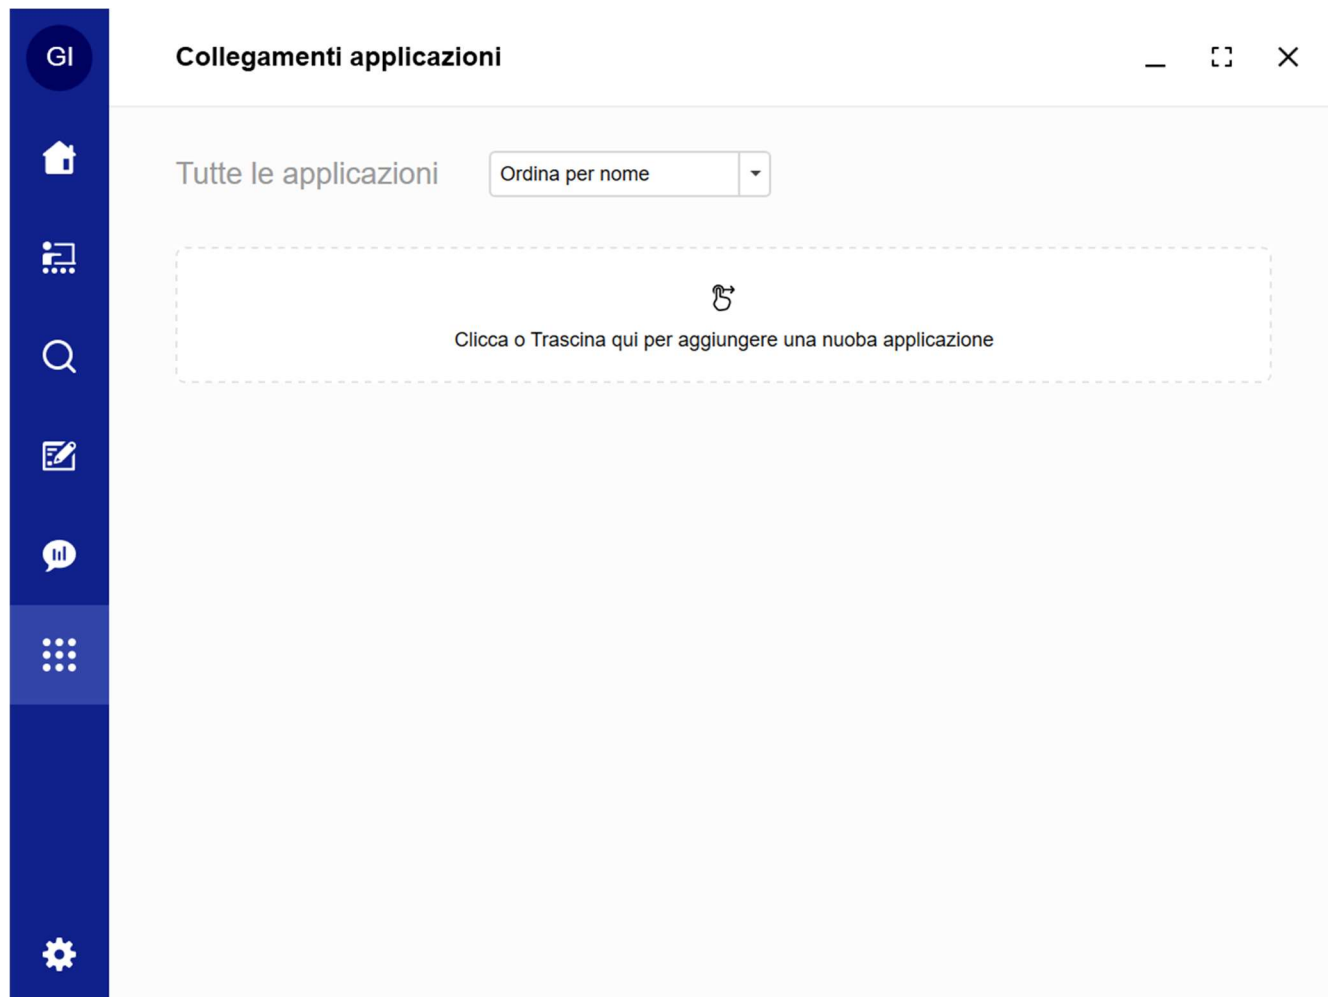 GI
Collegamenti applicazioni
Tutte le applicazioni
Ordina per nome
Clicca o Trascina qui per aggiungere una nuoba applicazione